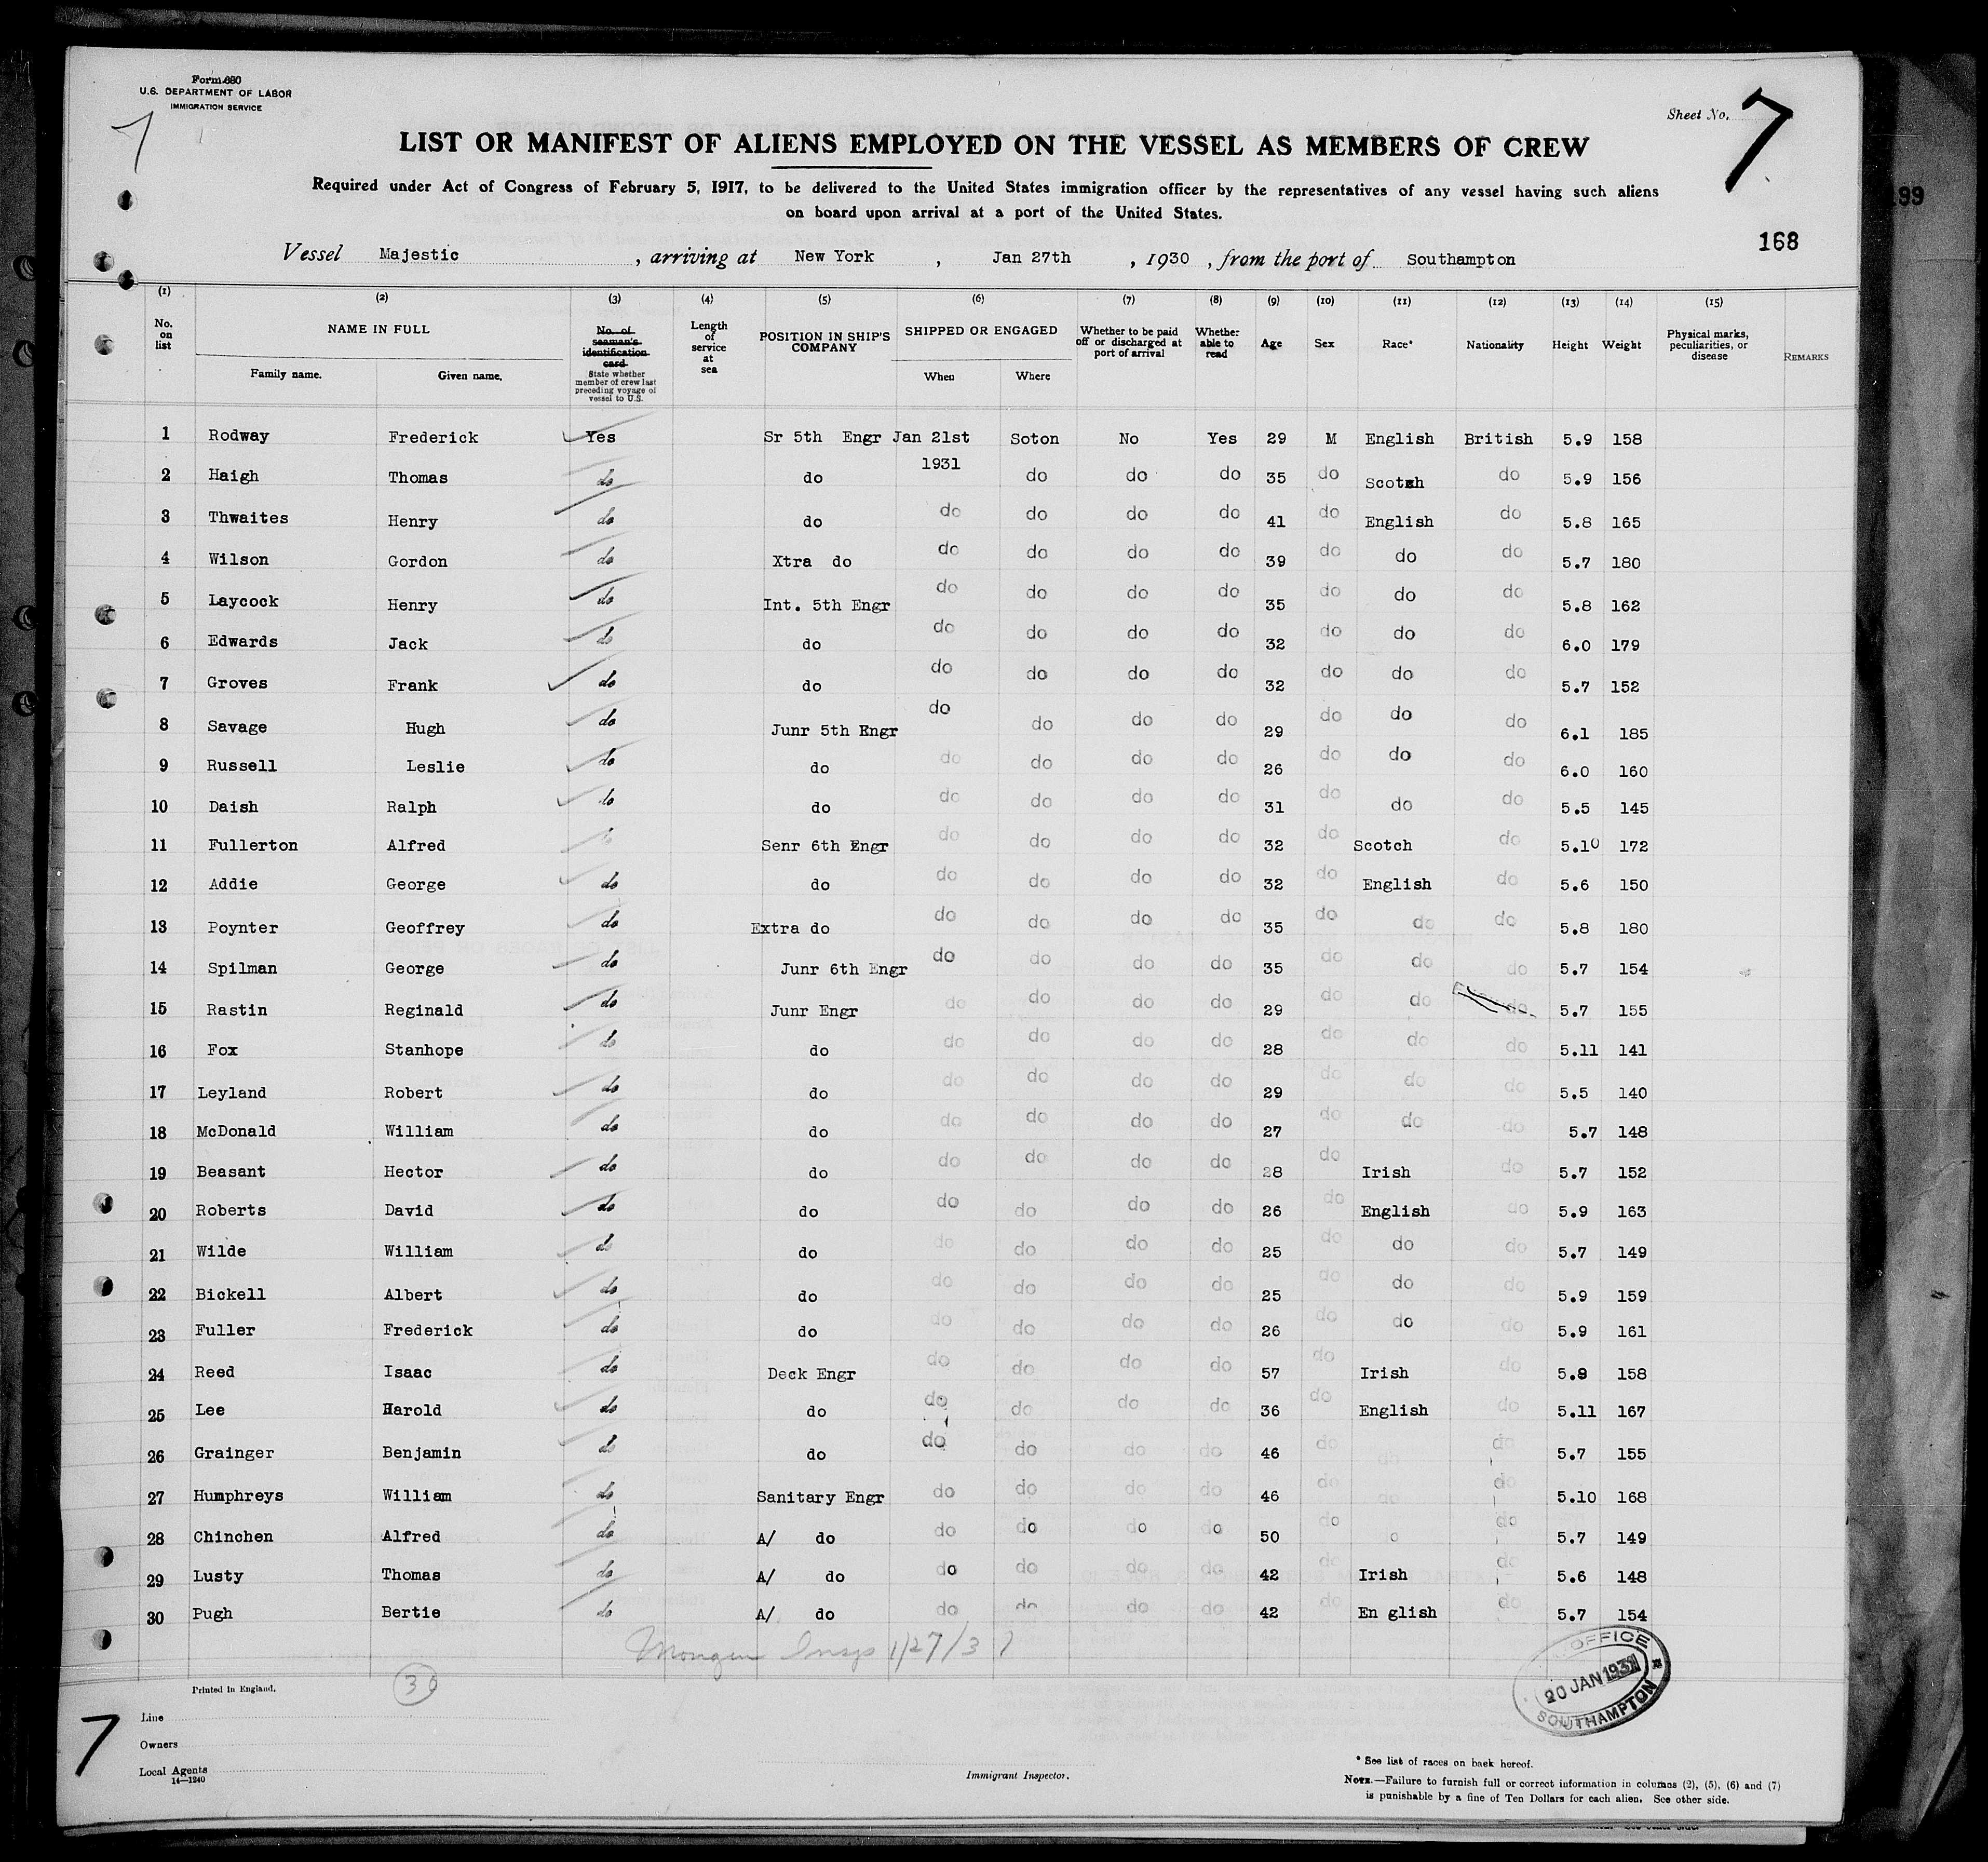 Form 680
U.S. DEPARTMENT OF LABOR
IMMIGRATION SERVICE
7
Sheet No. 7
LIST OR MANIFEST OF ALIENS EMPLOYED ON THE VESSEL AS MEMBERS OF CREW
Required under Act of Congress of February 5, 1917, to be delivered to the United States immigration officer by the representatives of any vessel having such aliens
on board upon arrival at a port of the United States.
199
168
Vessel Majestic, arriving at New York, Jan 27th, 1930, from the port of Southampton
(1) (2) (3) (4) (5) (6) (7) (8) (9) (10) (11) (12) (13) (14) (15)
No. on list NAME IN FULL Family name. Given name. No. of seaman's identification card State whether member of crew last preceding voyage of vessel to U.S. Length of service at sea POSITION IN SHIP'S COMPANY SHIPPED OR ENGAGED When Where Whether to be paid off or discharged at port of arrival Whether able to read Age Sex Race* Nationality Height Weight Physical marks, peculiarities, or disease REMARKS
1 Rodway Frederick Yes Sr 5th Engr Jan 21st 1931 Soton No Yes 29 M English British 5.9 158
2 Haigh Thomas do do do do do 35 do Scotch do 5.9 156
3 Thwaites Henry do do do do do do 41 do English do 5.8 165
4 Wilson Gordon do Xtra do do do do do 39 do do do 5.7 180
5 Laycock Henry do Int. 5th Engr do do do do 35 do do do 5.8 162
6 Edwards Jack do do do do do do 32 do do do 6.0 179
7 Groves Frank do do do do do do 32 do do do 5.7 152
8 Savage Hugh do Junr 5th Engr do do do do 29 do do do 6.1 185
9 Russell Leslie do do do do do do 26 do do do 6.0 160
10 Daish Ralph do do do do do do 31 do do do 5.5 145
11 Fullerton Alfred Senr 6th Engr do do do do 32 do Scotch do 5.10 172
12 Addie George do do do do do do 32 do English do 5.6 150
13 Poynter Geoffrey do Extra do do do do do 35 do do do 5.8 180
14 Spilman George do Junr 6th Engr do do do do 35 do do do 5.7 154
15 Rastin Reginald do Junr Engr do do do do 29 do do do 5.7 155
16 Fox Stanhope do do do do do do 28 do do do 5.11 141
17 Leyland Robert do do do do do do 29 do do do 5.5 140
18 McDonald William do do do do do do 27 do do do 5.7 148
19 Beasant Hector do do do do do do 28 do Irish do 5.7 152
20 Roberts David do do do do do do 26 do English do 5.9 163
21 Wilde William do do do do do do 25 do do do 5.7 149
22 Bickell Albert do do do do do do 25 do do do 5.9 159
23 Fuller Frederick do do do do do do 26 do do do 5.9 161
24 Reed Isaac do Deck Engr do do do do 57 do Irish do 5.9 158
25 Lee Harold do do do do do do 36 do English do 5.11 167
26 Grainger Benjamin do do do do do do 46 do do do 5.7 155
27 Humphreys William do Sanitary Engr do do do do 46 do do do 5.10 168
28 Chinchen Alfred do A/ do do do do do 50 do o do 5.7 149
29 Lusty Thomas do A/ do do do do do 42 do Irish do 5.6 148
30 Pugh Bertie do A/ do do do do do 42 do En glish do 5.7 154
Insp 1/27/31
OFFICE
20 JAN 1931
SOUTHAMPTON
Printed in England.
30
7
Line
Owners
Local Agents
14—1240
Immigrant Inspector.
* See list of races on back hereof.
NOTE.—Failure to furnish full or correct information in columns (2), (5), (6) and (7)
is punishable by a fine of Ten Dollars for each alien. See other side.